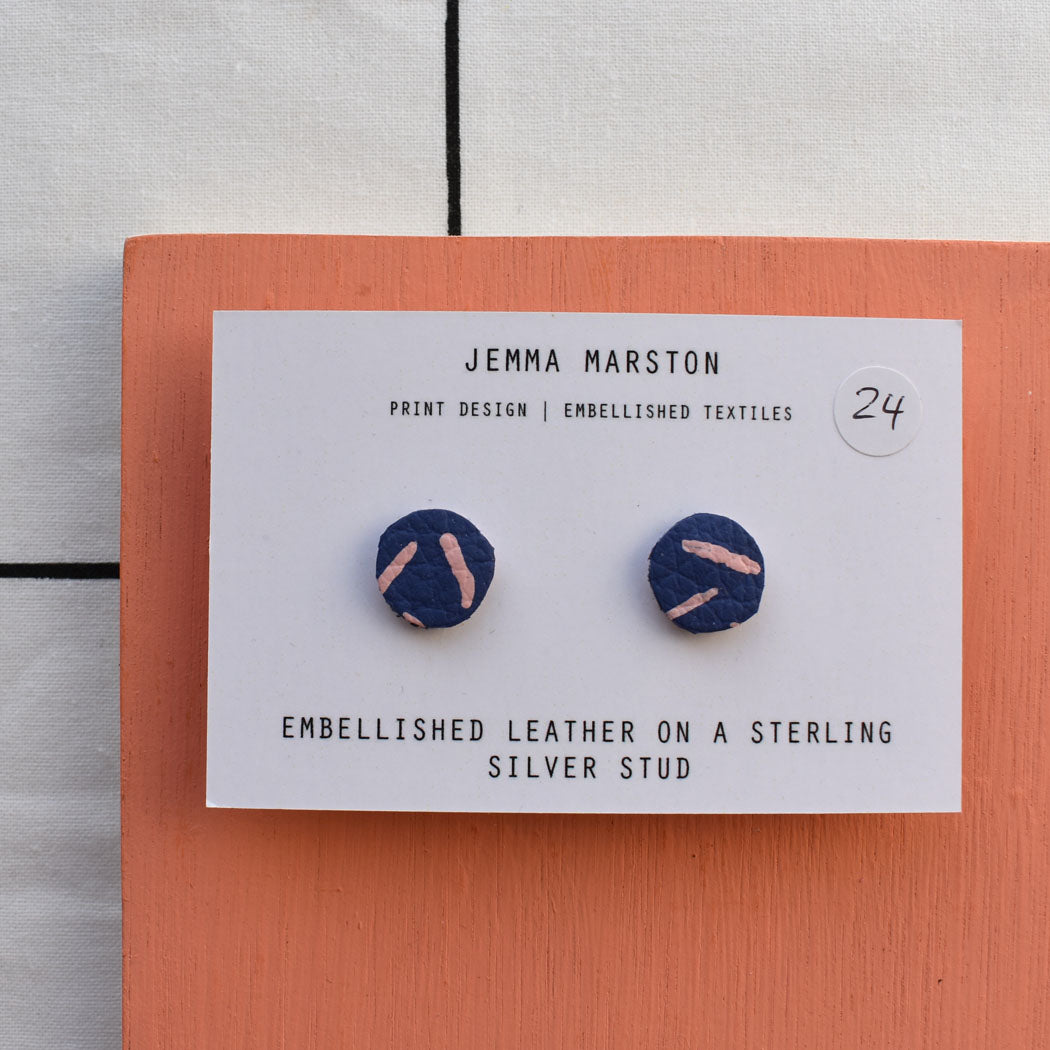 JEMMA MARSTON
PRINT DESIGN | EMBELLISHED TEXTILES
24
EMBELLISHED LEATHER ON A STERLING
SILVER STUD